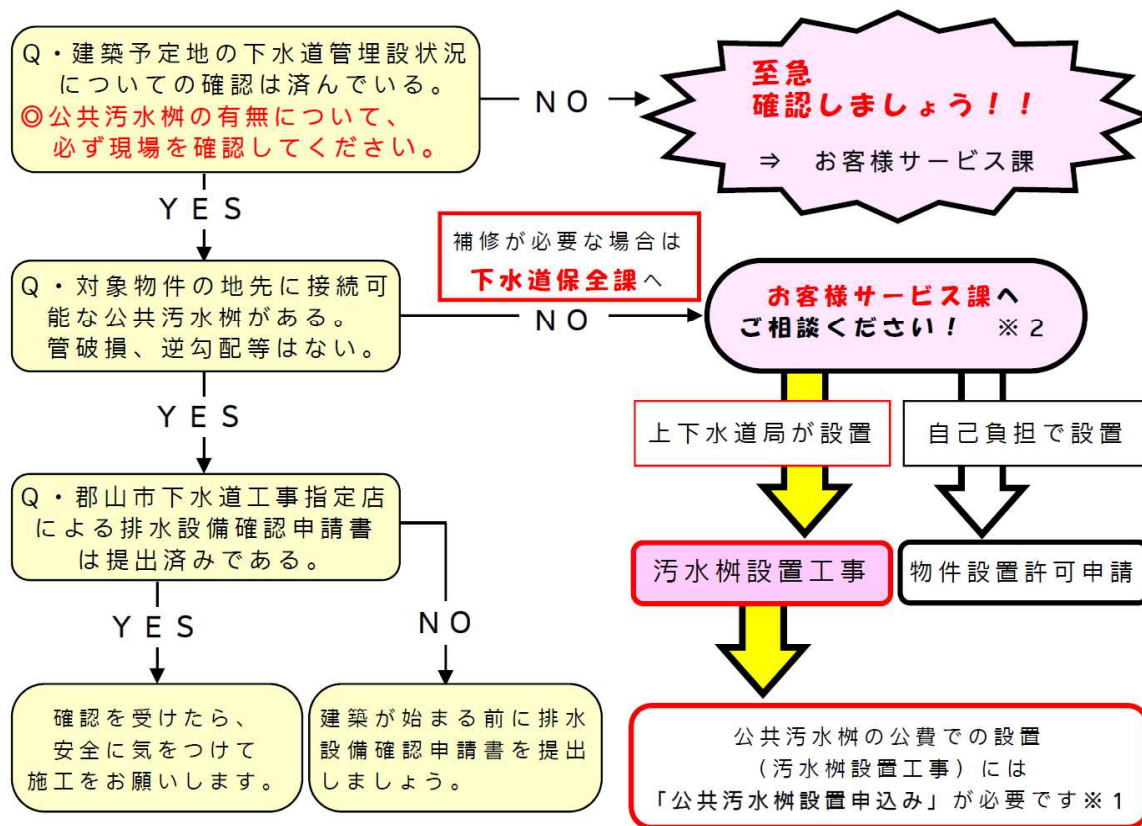 Q・建築予定地の下水道管埋設状況
についての確認は済んでいる。
◎公共汚水桝の有無について、
必ず現場を確認してください。
NO
至急
確認しましょう!!
⇒ お客様サービス課
YES
補修が必要な場合は
下水道保全課へ
Q・対象物件の地先に接続可
能な公共汚水桝がある。
管破損、逆勾配等はない。
NO
お客様サービス課へ
ご相談ください! ※2
YES
上下水道局が設置
自己負担で設置
Q・郡山市下水道工事指定店
による排水設備確認申請書
は提出済みである。
汚水桝設置工事
物件設置許可申請
YES
NO
確認を受けたら、
安全に気をつけて
施工をお願いします。
建築が始まる前に排水
設備確認申請書を提出
しましょう。
公共汚水桝の公費での設置
(汚水桝設置工事)には
「公共汚水桝設置申込み」が必要です※1